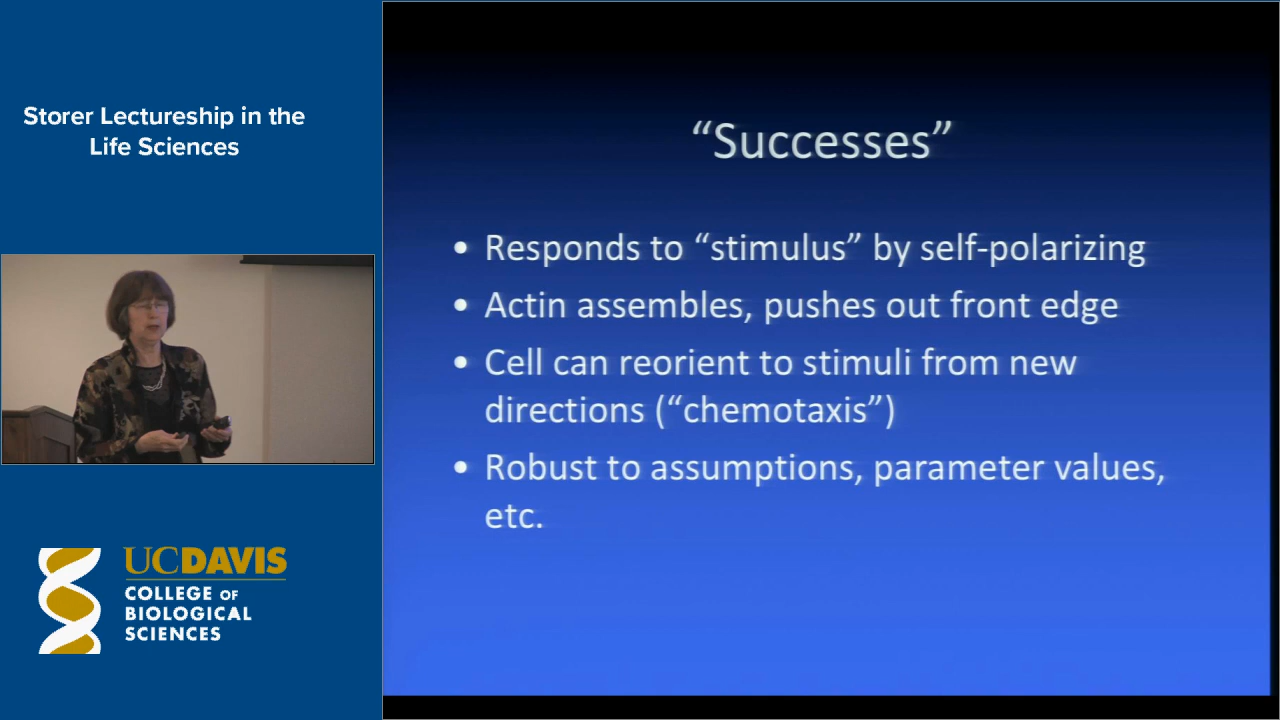 Storer Lectureship in the
Life Sciences
UCDAVIS
COLLEGE OF
BIOLOGICAL
SCIENCES
“Successes”
• Responds to “stimulus” by self-polarizing
• Actin assembles, pushes out front edge
• Cell can reorient to stimuli from new
directions (“chemotaxis”)
• Robust to assumptions, parameter values,
etc.